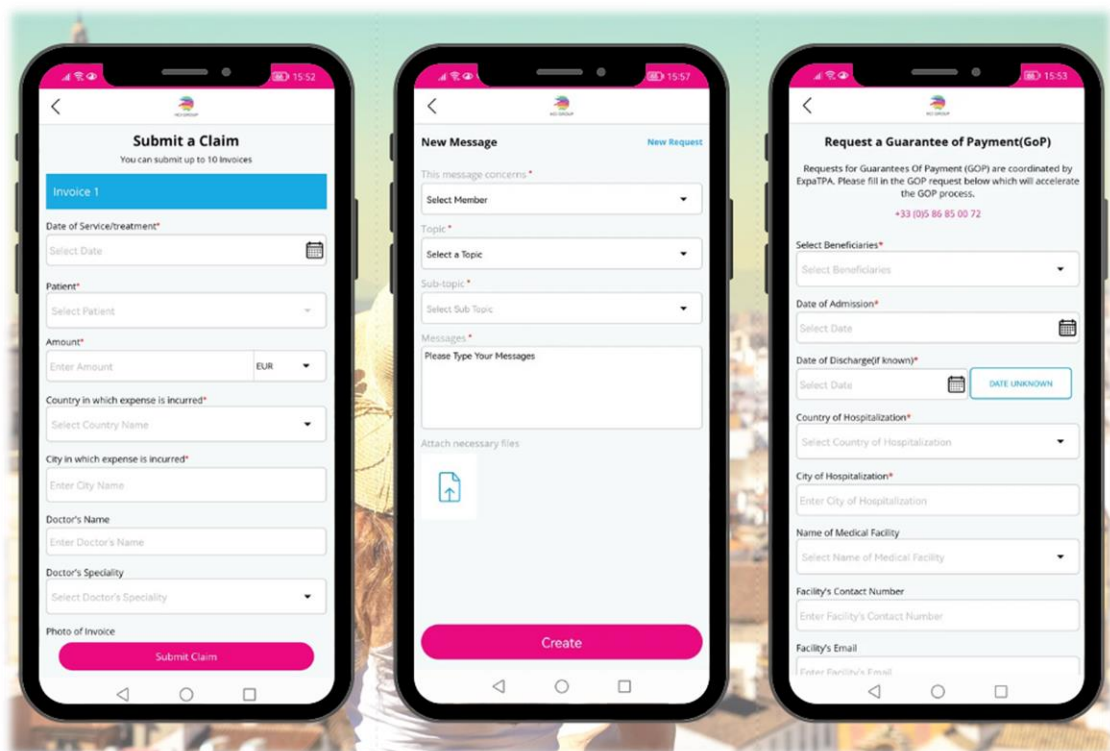 15:52
ACI GROUP
Submit a Claim
You can submit up to 10 Invoices
Invoice 1
Date of Service/treatment*
Select Date
Patient*
Select Patient
Amount*
Enter Amount
EUR
Country in which expense is incurred*
Select Country Name
City in which expense is incurred*
Enter City Name
Doctor's Name
Enter Doctor's Name
Doctor's Speciality
Select Doctor's Speciality
Photo of Invoice
Submit Claim
15:57
ACI GROUP
New Message
New Request
This message concerns *
Select Member
Topic *
Select a Topic
Sub-topic *
Select Sub Topic
Messages *
Please Type Your Messages
Attach necessary files
Create
15:53
ACI GROUP
Request a Guarantee of Payment(GoP)
Requests for Guarantees Of Payment (GOP) are coordinated by
ExpaTPA. Please fill in the GOP request below which will accelerate
the GOP process.
+33 (0)5 86 85 00 72
Select Beneficiaries*
Select Beneficiaries
Date of Admission*
Select Date
Date of Discharge(if known)*
Select Date
DATE UNKNOWN
Country of Hospitalization*
Select Country of Hospitalization
City of Hospitalization*
Enter City of Hospitalization
Name of Medical Facility
Select Name of Medical Facility
Facility's Contact Number
Enter Facility's Contact Number
Facility's Email
Enter Facility's Email